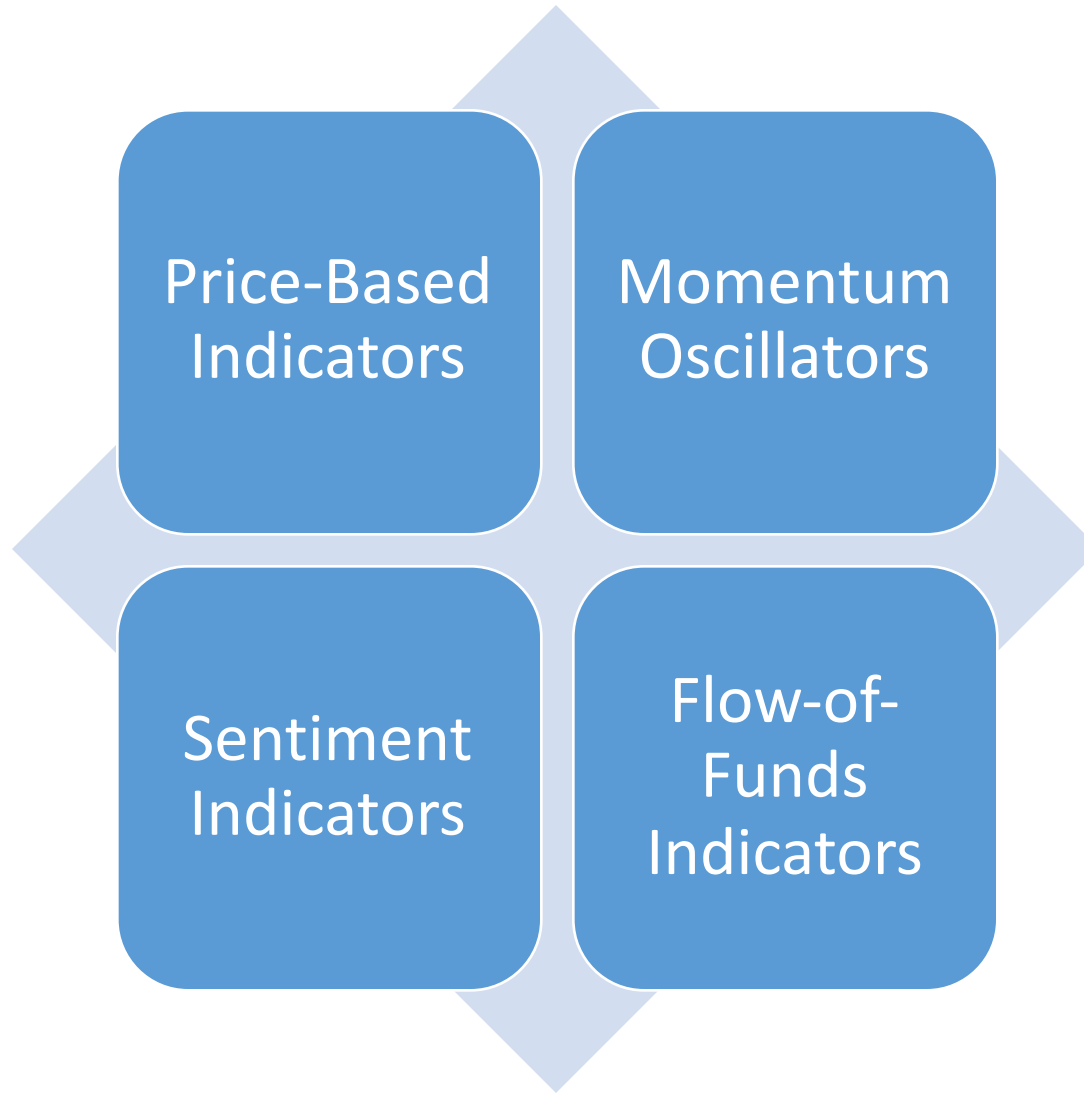 Price-Based
Indicators
Momentum
Oscillators
Sentiment
Indicators
Flow-of-
Funds
Indicators